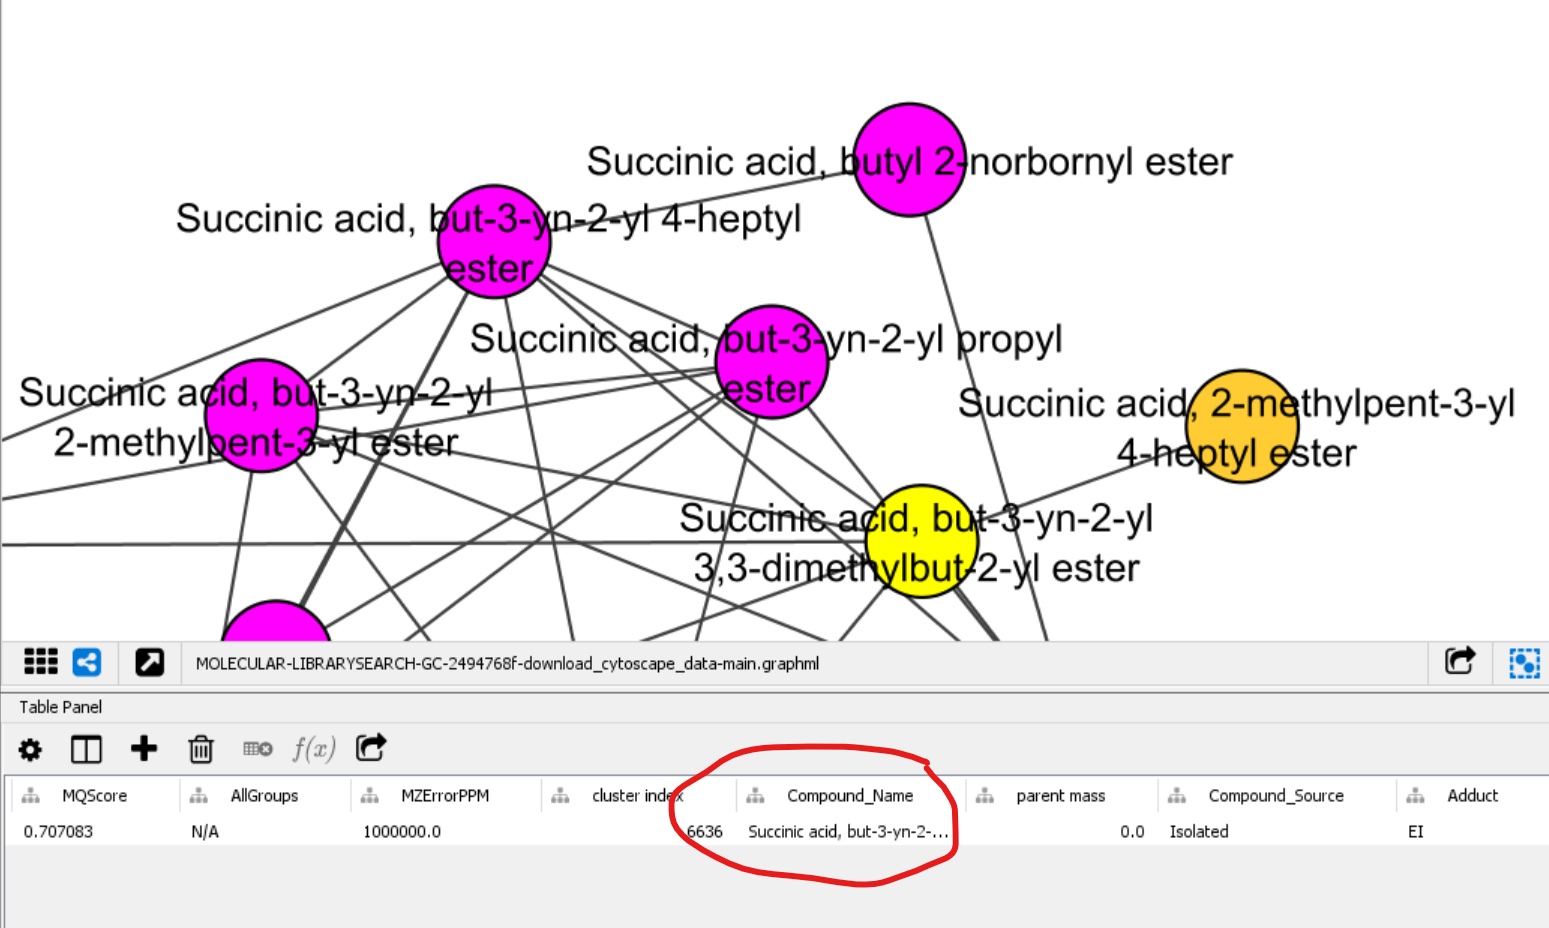 Succinic acid, butyl 2-norbornyl ester
Succinic acid, but-3-yn-2-yl 4-heptyl
ester
Succinic acid, but-3-yn-2-yl propyl
ester
Succinic acid, but-3-yn-2-yl
2-methylpent-3-yl ester
Succinic acid, 2-methylpent-3-yl
4-heptyl ester
Succinic acid, but-3-yn-2-yl
3,3-dimethylbut-2-yl ester
MOLECULAR-LIBRARYSEARCH-GC-2494768f-download_cytoscape_data-main.graphml
Table Panel
f(x)
MQScore AllGroups MZErrorPPM cluster index Compound_Name parent mass Compound_Source Adduct
0.707083 N/A 1000000.0 6636 Succinic acid, but-3-yn-2-... 0.0 Isolated EI